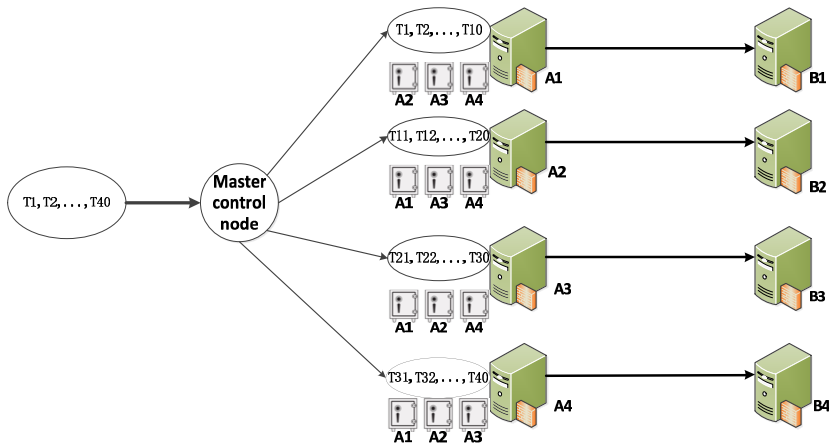 T1,T2,...,T10
A1
B1
A2 A3 A4
T11,T12,...,T20
A2
B2
Master
control
node
A1 A3 A4
T1,T2,...,T40
T21,T22,...,T30
A3
B3
A1 A2 A4
T31,T32,...,T40
A4
B4
A1 A2 A3